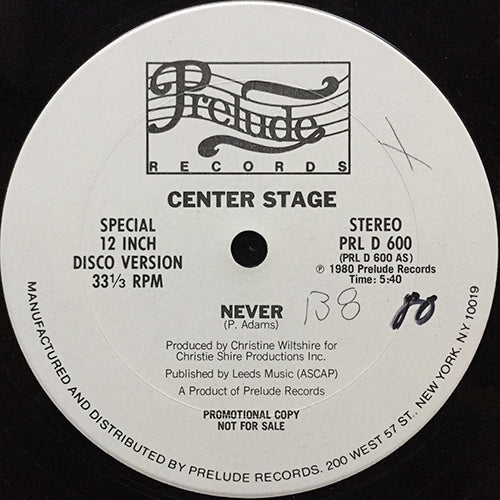 Prelude
RECORDS
CENTER STAGE
SPECIAL
12 INCH
DISCO VERSION
33⅓ RPM
STEREO
PRL D 600
(PRL D 600 AS)
℗ 1980 Prelude Records
Time: 5:40
X
NEVER
(P. Adams)
B8
80
Produced by Christine Wiltshire for
Christie Shire Productions Inc.
Published by Leeds Music (ASCAP)
A Product of Prelude Records
PROMOTIONAL COPY
NOT FOR SALE
MANUFACTURED AND DISTRIBUTED BY PRELUDE RECORDS. 200 WEST 57 ST., NEW YORK, NY 10019